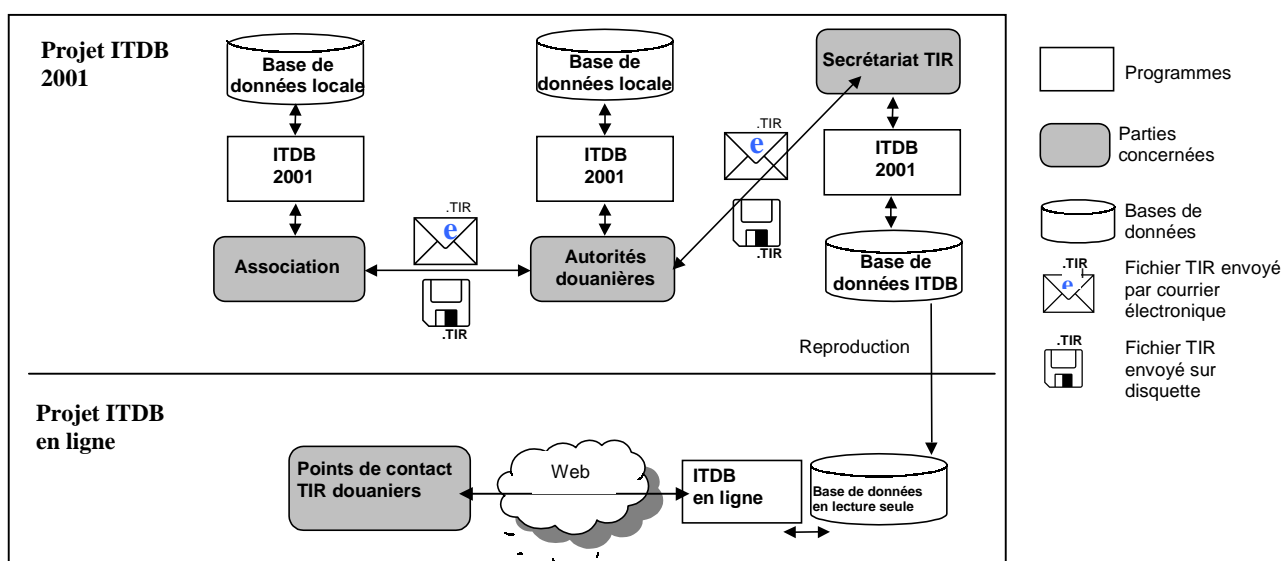 Projet ITDB
2001
Base de
données locale
Base de
données locale
Secrétariat TIR
ITDB
2001
ITDB
2001
ITDB
2001
.TIR
e
.TIR
.TIR
e
.TIR
Association
Autorités
douanières
Base de
données ITDB
Reproduction
Projet ITDB
en ligne
Points de contact
TIR douaniers
Web
ITDB
en ligne
Base de données
en lecture seule
Programmes
Parties
concernées
Bases de
données
.TIR
e
Fichier TIR envoyé
par courrier
électronique
.TIR
Fichier TIR
envoyé sur
disquette